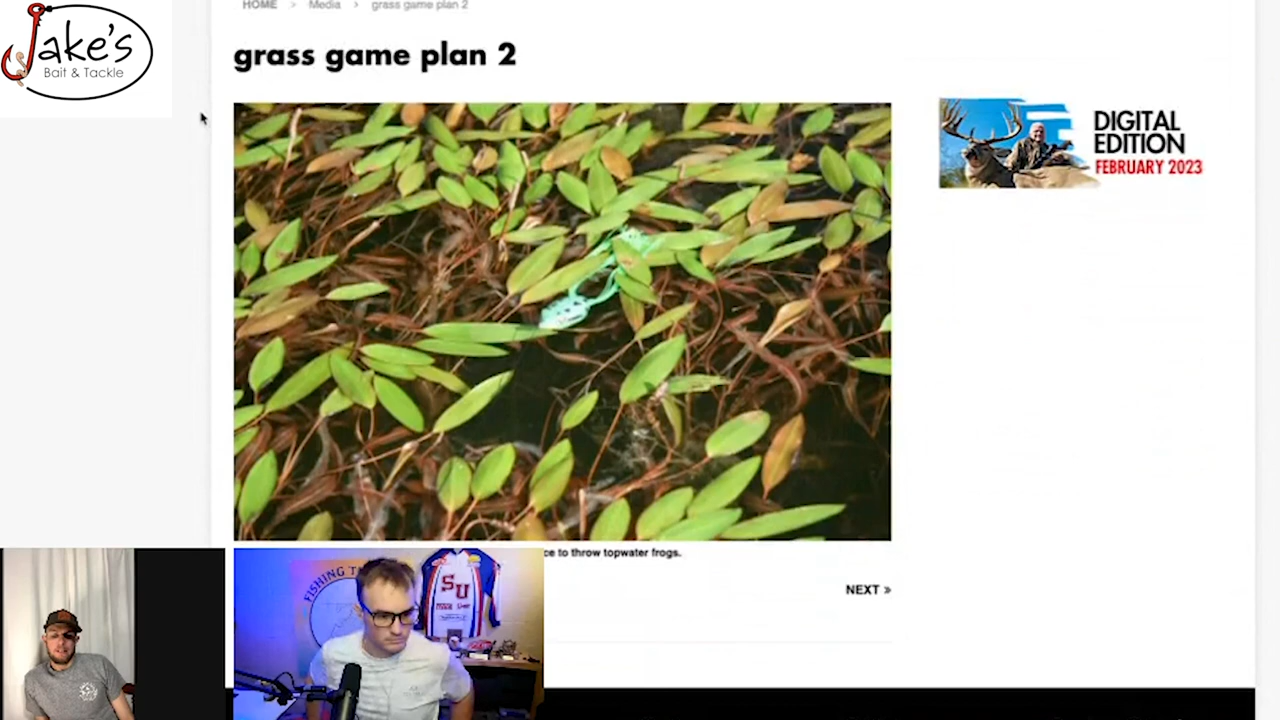 Jake's
Bait & Tackle
HOME > Media > grass game plan 2
grass game plan 2
DIGITAL
EDITION
FEBRUARY 2023
ce to throw topwater frogs.
NEXT »
FISHING
SU